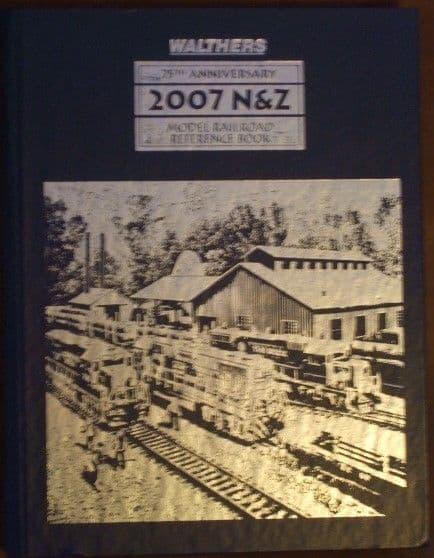 WALTHERS
75TH ANNIVERSARY
2007 N&Z
MODEL RAILROAD
REFERENCE BOOK